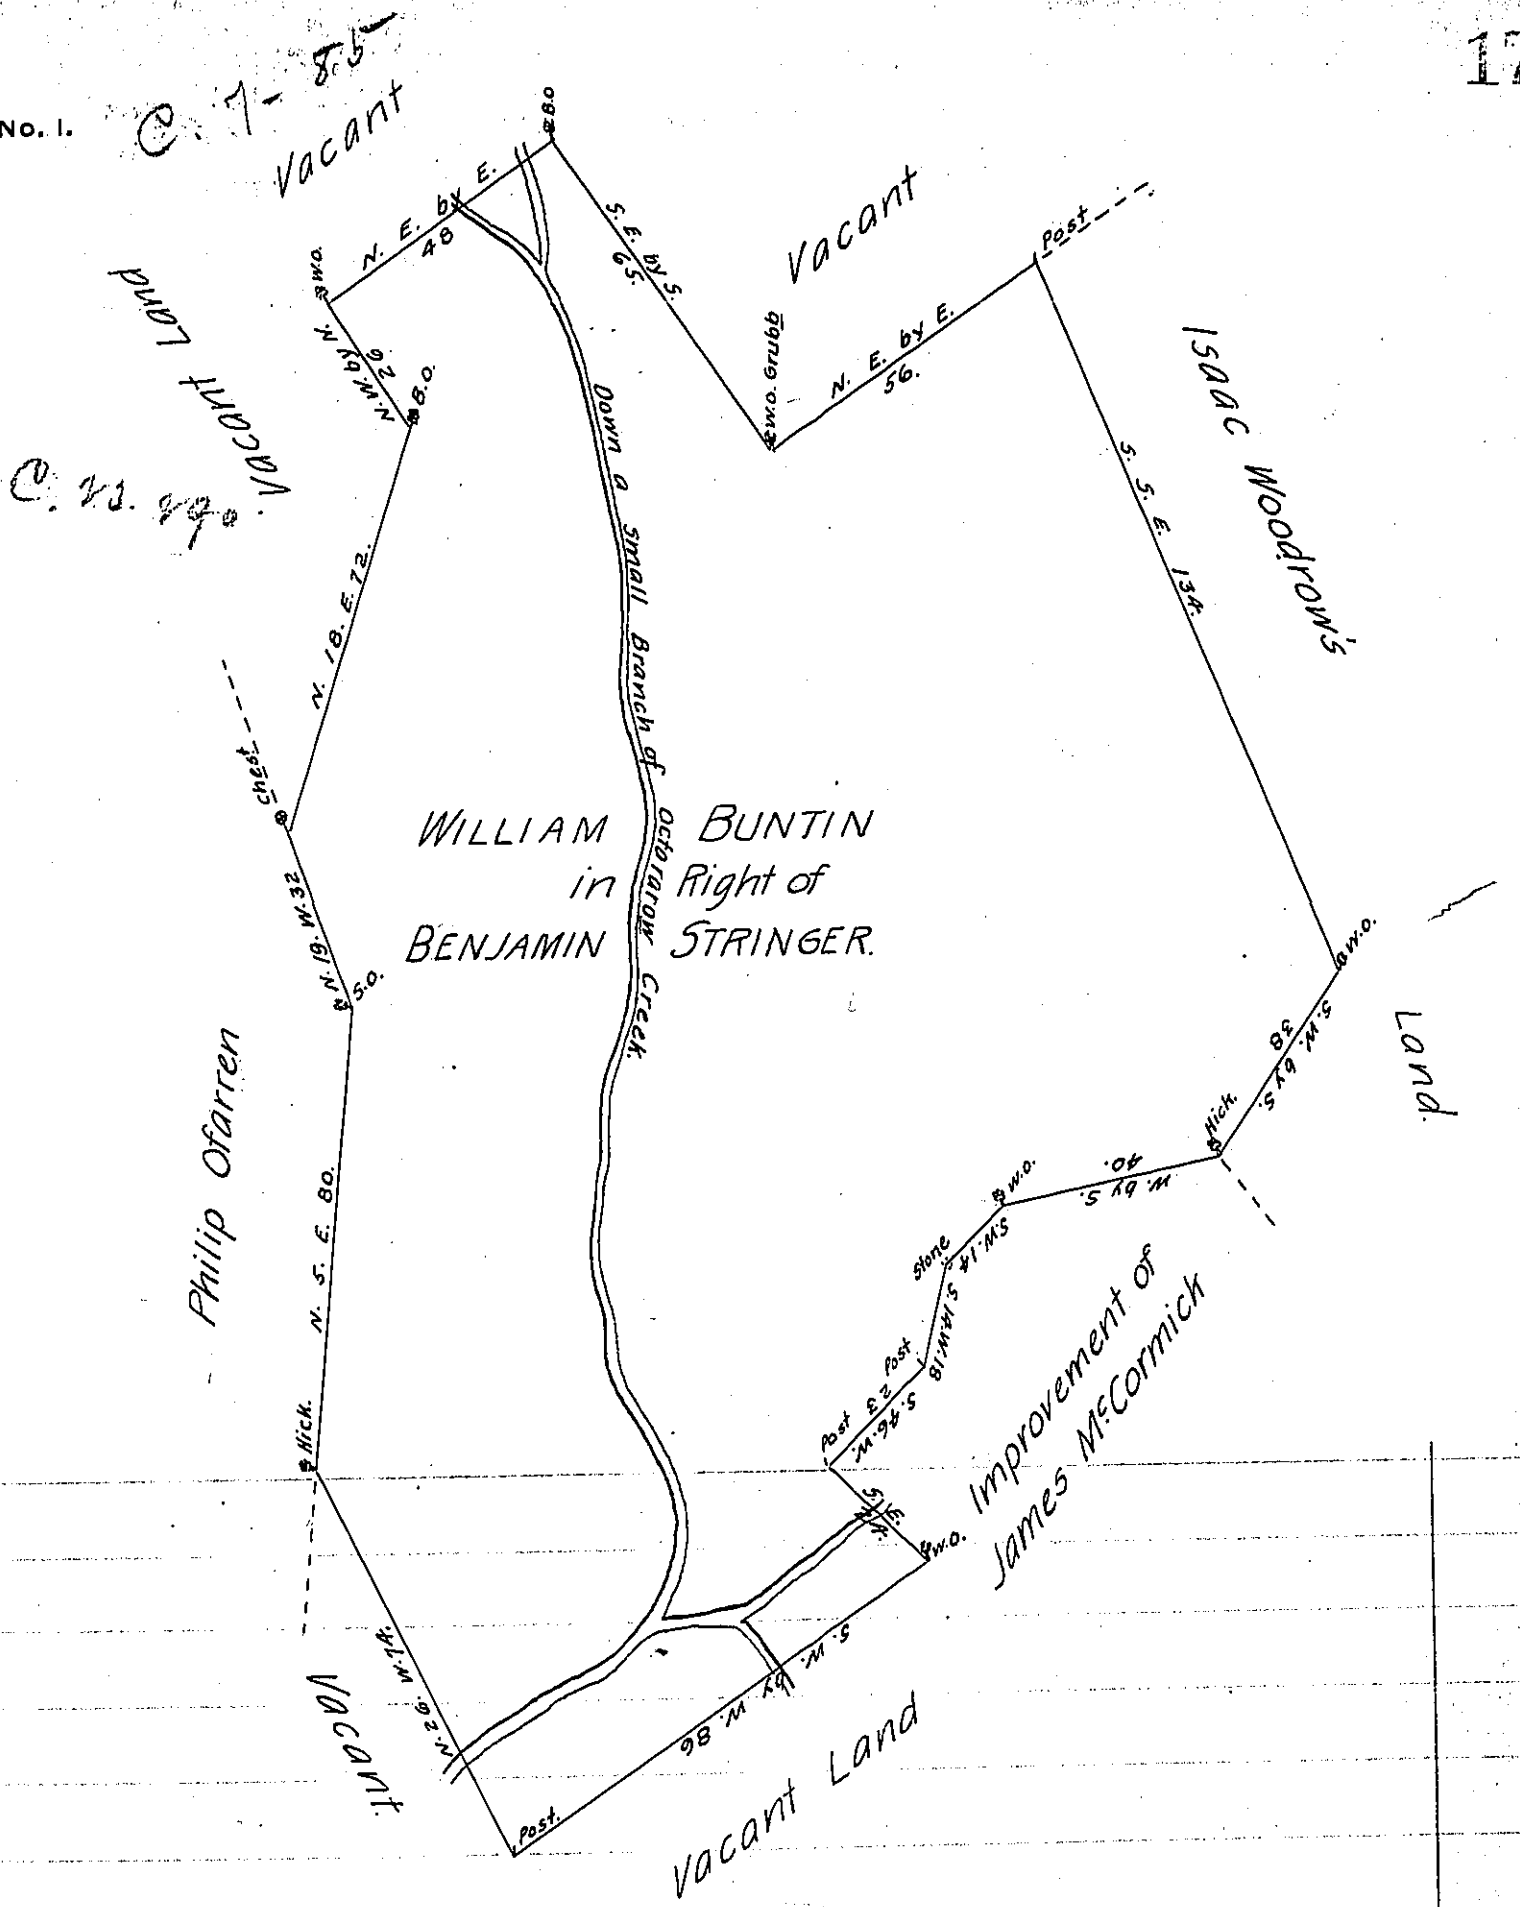 No. 1.
C. 7- 85
17
Vacant
B.O
N. E. by E.
48
W.O.
S. E. by S.
65.
Vacant
Post
Vacant Land
N.W. by N.
26
B.O.
W.O. Grubb
N. E. by E.
56.
Isaac Woodrow's
Land.
S. S. E. 134.
Down a small Branch of Octorarow Creek.
N. 18. E. 72.
Chest
WILLIAM BUNTIN
in Right of
BENJAMIN STRINGER.
N. 19. W. 32
S.O.
W.O.
S.W. by S.
38
Hick.
W. by S.
40.
W.O.
S.W. 14
Stone
S. 14. W. 18
Post
S. 46. W.
23
Post
Philip Ofarren
N. 5. E. 80.
Hick.
Improvement of
James McCormick
S. E.
W.O.
S. W. by W. 86
N. 26. W. 74.
Vacant.
Post.
Vacant Land